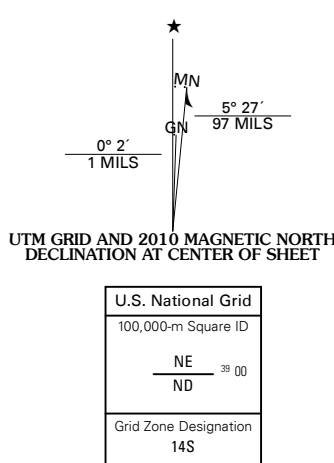 ★
MN
5° 27´
97 MILS
GN
0° 2´
1 MILS
UTM GRID AND 2010 MAGNETIC NORTH
DECLINATION AT CENTER OF SHEET
U.S. National Grid
100,000-m Square ID
NE
39 00
ND
Grid Zone Designation
14S